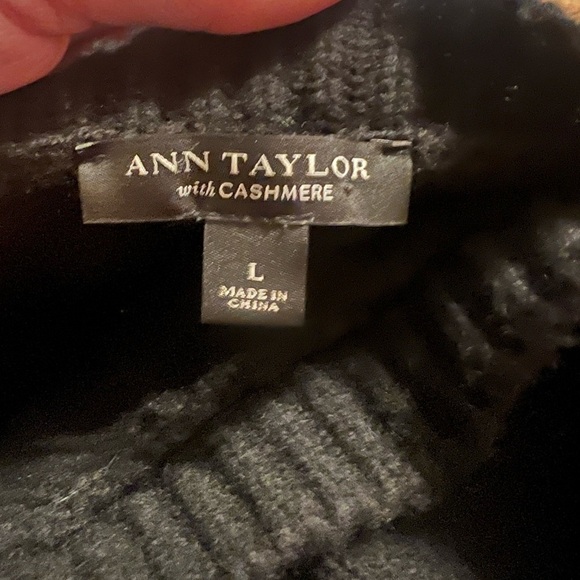 ANN TAYLOR
with CASHMERE
L
MADE IN
CHINA